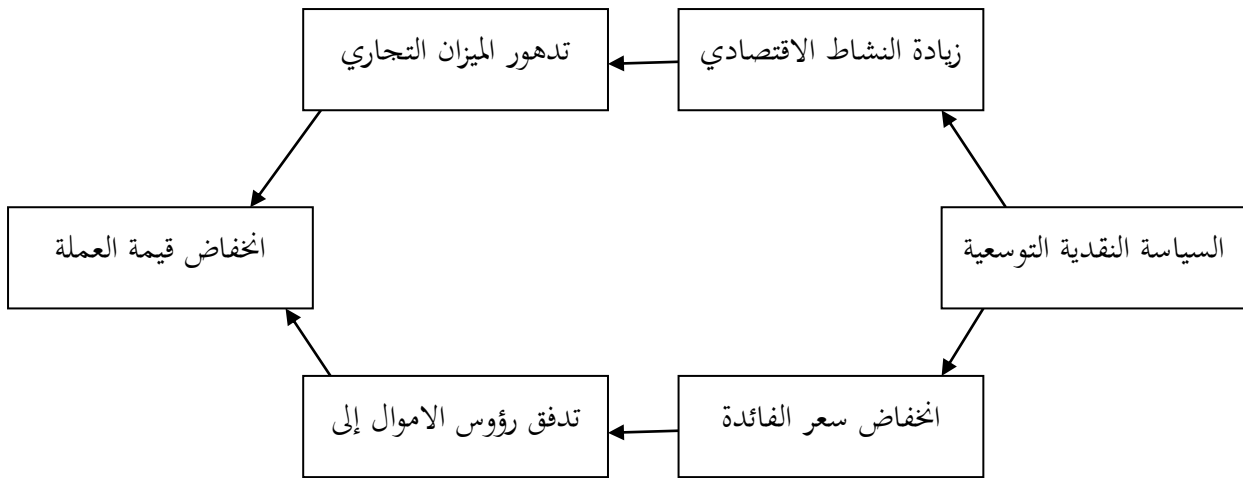 زيادة النشاط الاقتصادي
تدهور الميزان التجاري
السياسة النقدية التوسعية
انخفاض قيمة العملة
انخفاض سعر الفائدة
تدفق رؤوس الاموال إلى